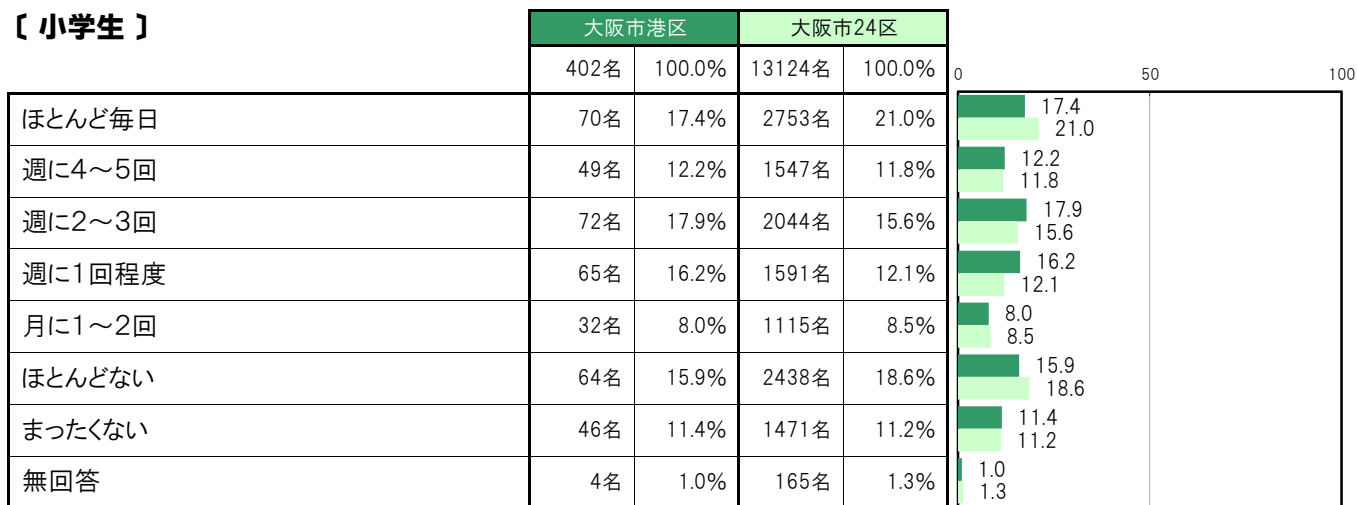 〔 小学生 〕
大阪市港区 大阪市24区
402名 100.0% 13124名 100.0% 0 50 100
ほとんど毎日 70名 17.4% 2753名 21.0% 17.4
21.0
週に4～5回 49名 12.2% 1547名 11.8% 12.2
11.8
週に2～3回 72名 17.9% 2044名 15.6% 17.9
15.6
週に1回程度 65名 16.2% 1591名 12.1% 16.2
12.1
月に1～2回 32名 8.0% 1115名 8.5% 8.0
8.5
ほとんどない 64名 15.9% 2438名 18.6% 15.9
18.6
まったくない 46名 11.4% 1471名 11.2% 11.4
11.2
無回答 4名 1.0% 165名 1.3% 1.0
1.3